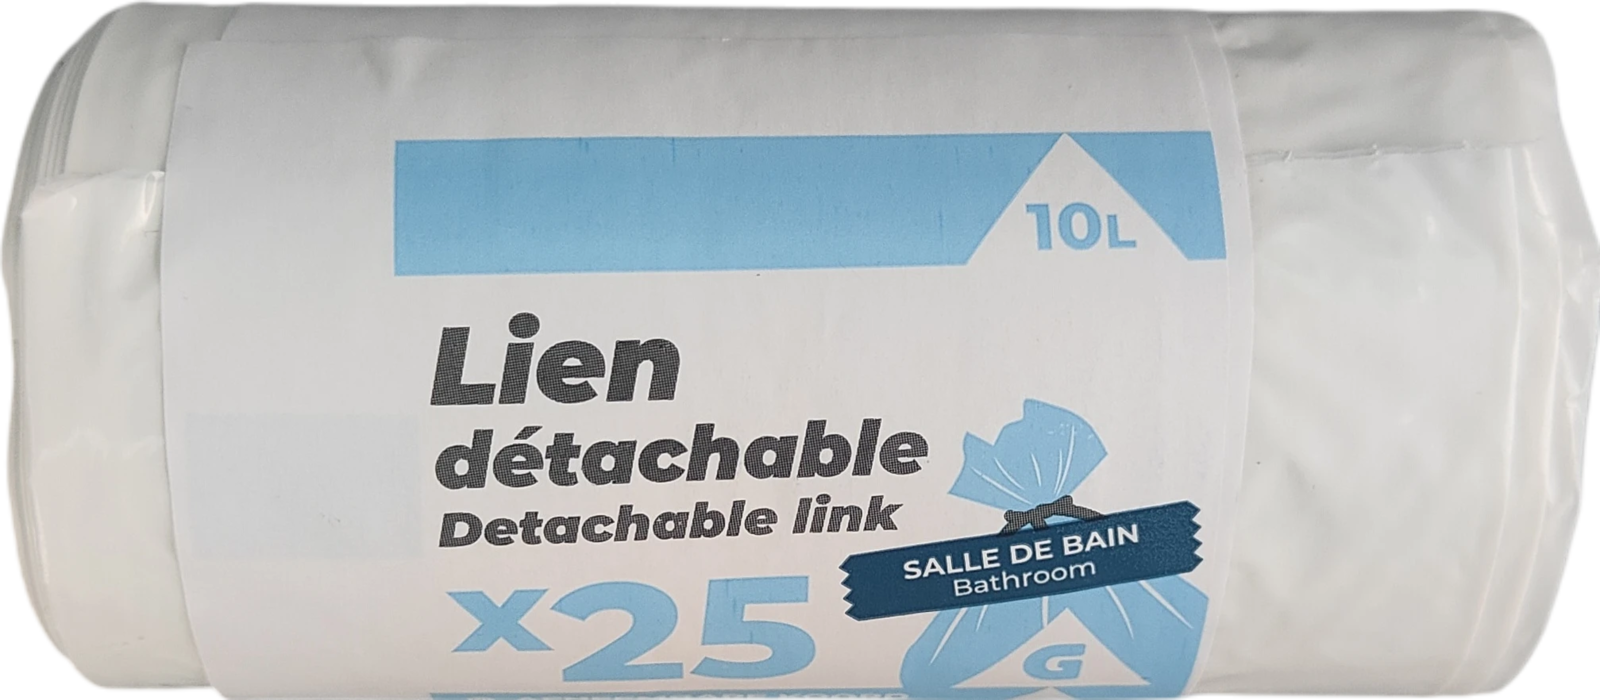 10L
Lien
détachable
Detachable link
x25
SALLE DE BAIN
Bathroom
G